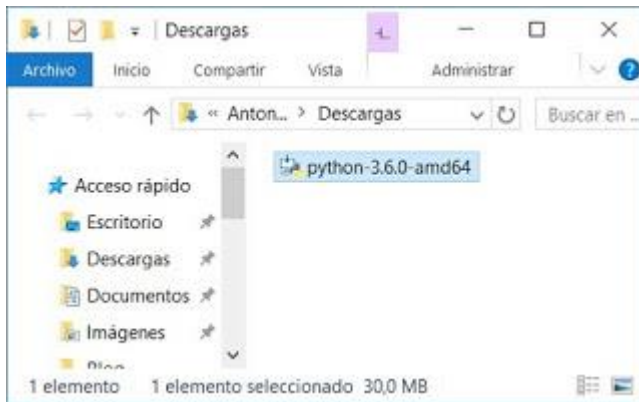 Descargas
Archivo Inicio Compartir Vista Administrar
« Anton... > Descargas Buscar en ...
python-3.6.0-amd64
Acceso rápido
Escritorio
Descargas
Documentos
Imágenes
1 elemento 1 elemento seleccionado 30,0 MB